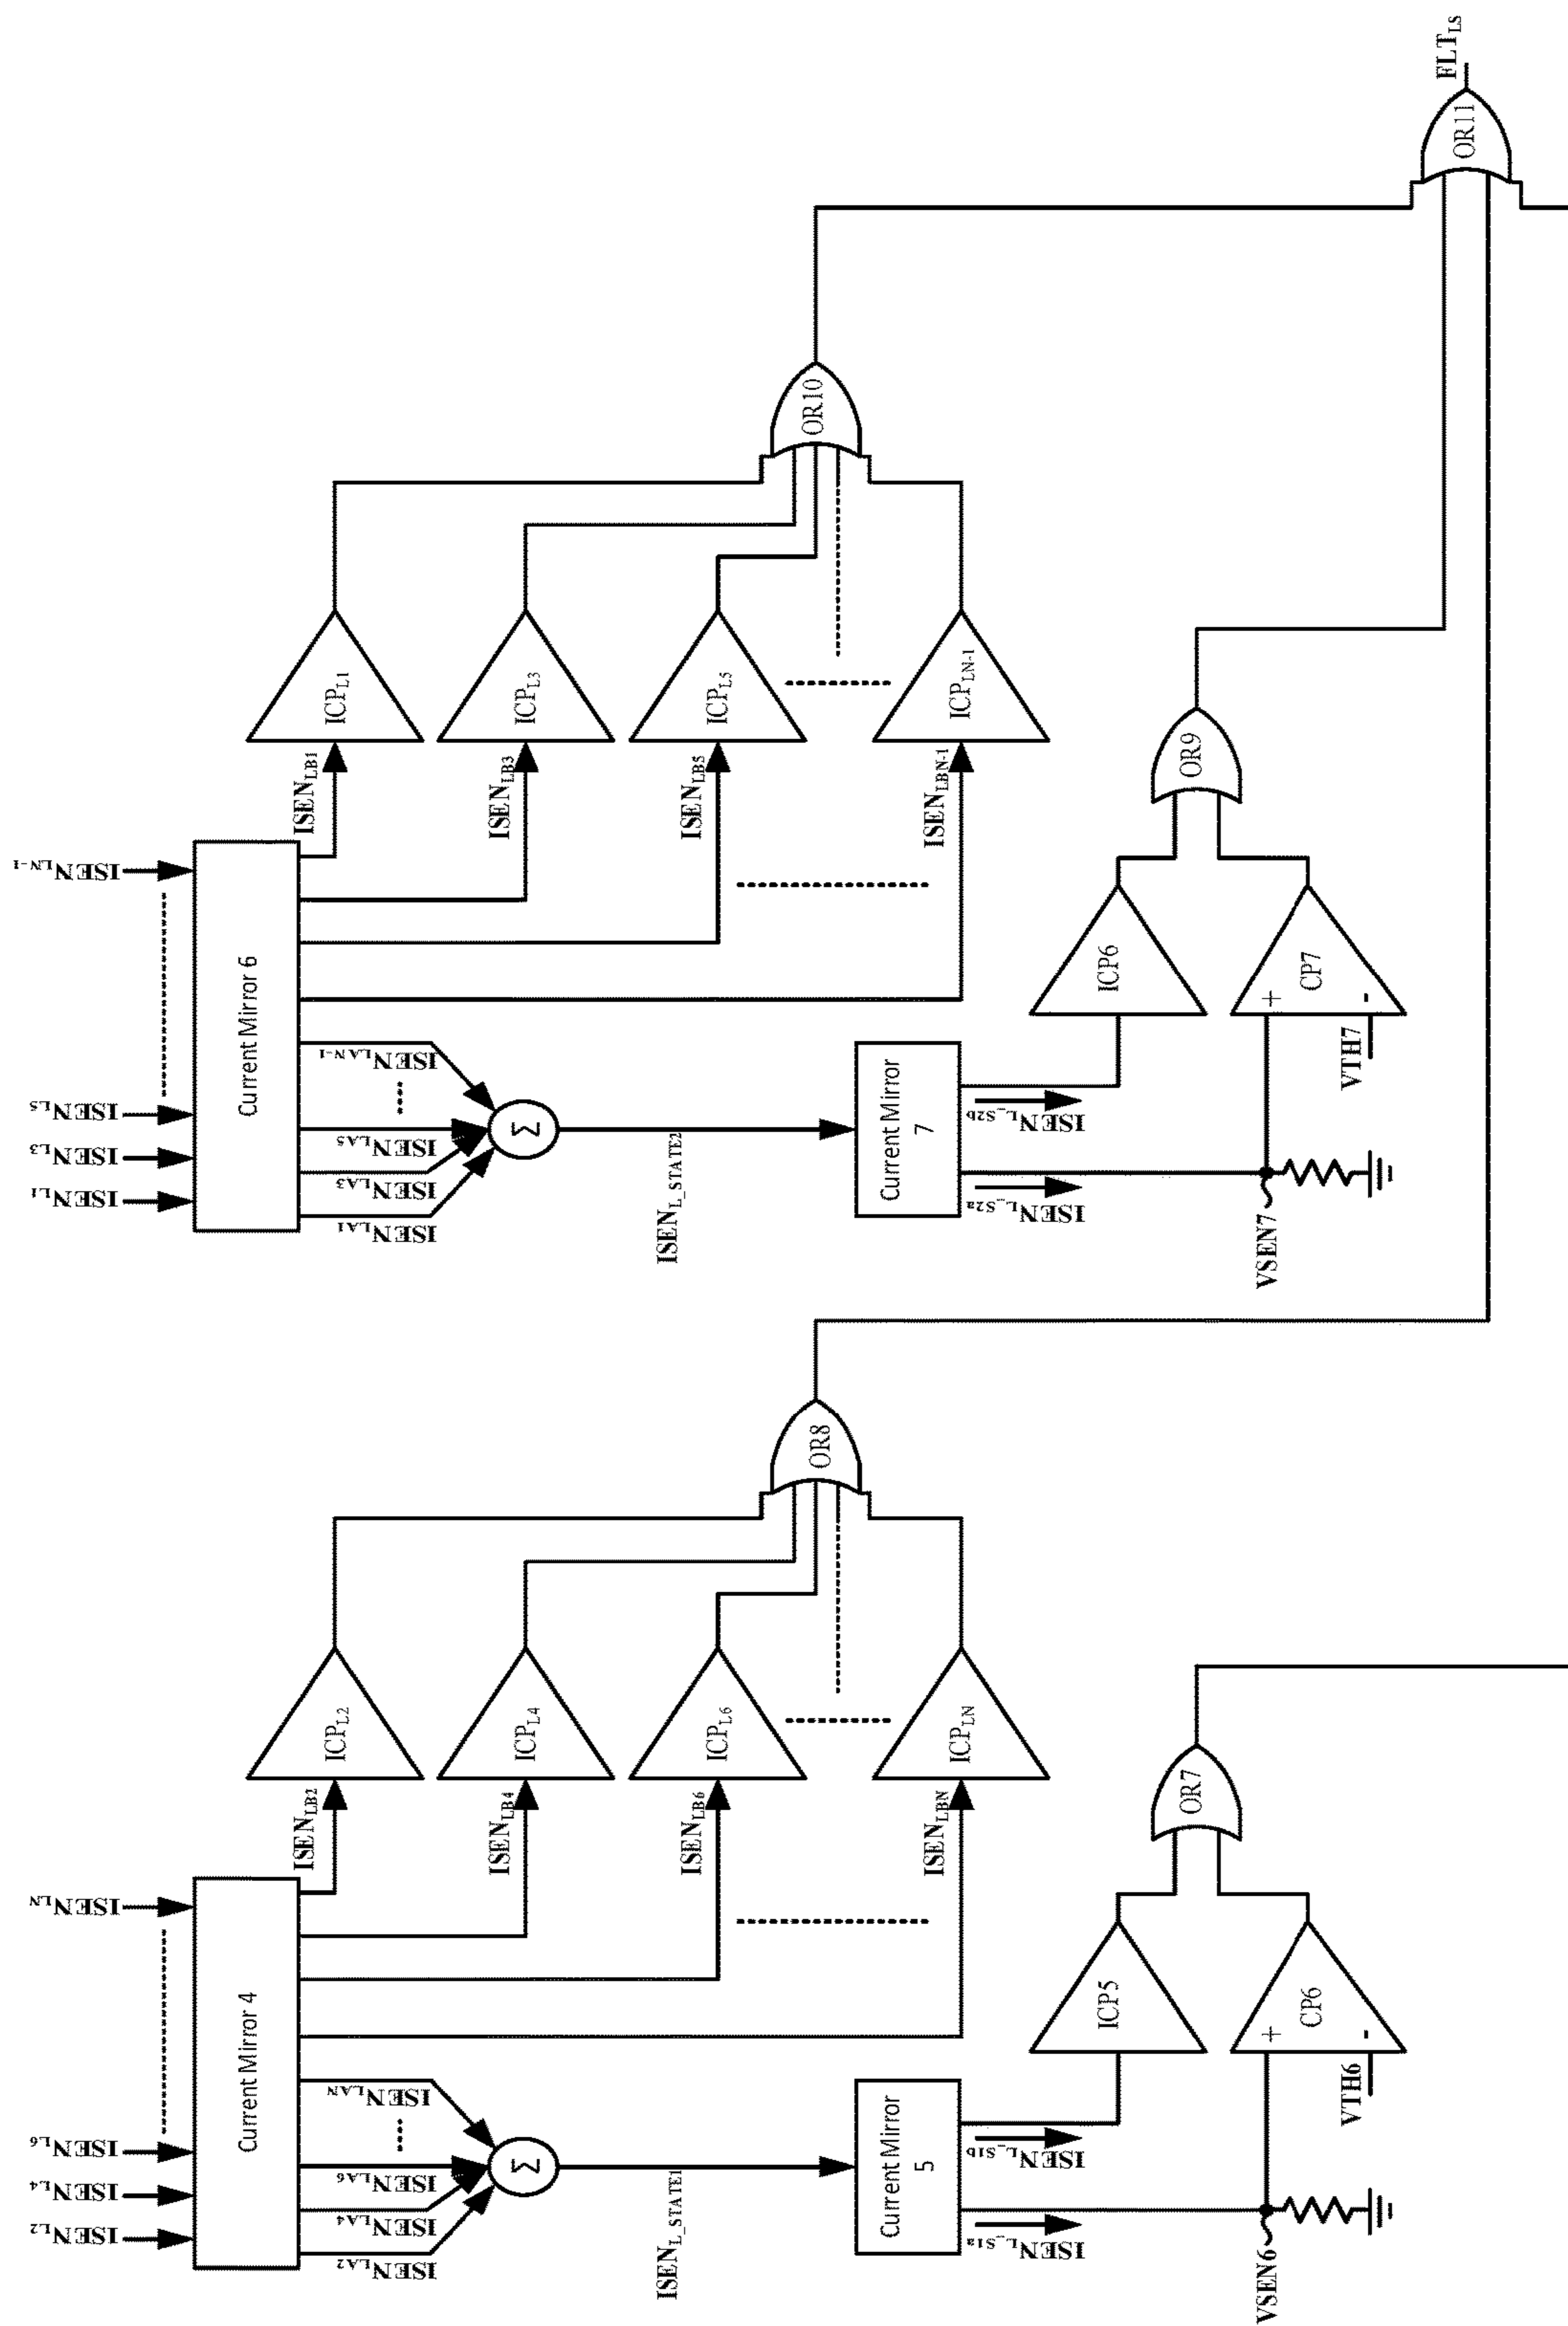 ISEN_L2
ISEN_L4
ISEN_L6
ISEN_LN
Current Mirror 4
ISEN_LA2
ISEN_LA4
ISEN_LA6
ISEN_LAN
Σ
ISEN_L_STATE1
Current Mirror
5
ISEN_L_S1a
ISEN_L_S1b
VSEN6
VTH6
+
-
CP6
ICP5
OR7
ISEN_LB2
ISEN_LB4
ISEN_LB6
ISEN_LBN
ICP_L2
ICP_L4
ICP_L6
ICP_LN
OR8
ISEN_L1
ISEN_L3
ISEN_L5
ISEN_LN-1
Current Mirror 6
ISEN_LA1
ISEN_LA3
ISEN_LA5
ISEN_LAN-1
Σ
ISEN_L_STATE2
Current Mirror
7
ISEN_L_S2a
ISEN_L_S2b
VSEN7
VTH7
+
-
CP7
ICP6
OR9
ISEN_LB1
ISEN_LB3
ISEN_LB5
ISEN_LBN-1
ICP_L1
ICP_L3
ICP_L5
ICP_LN-1
OR10
OR11
FLT_LS